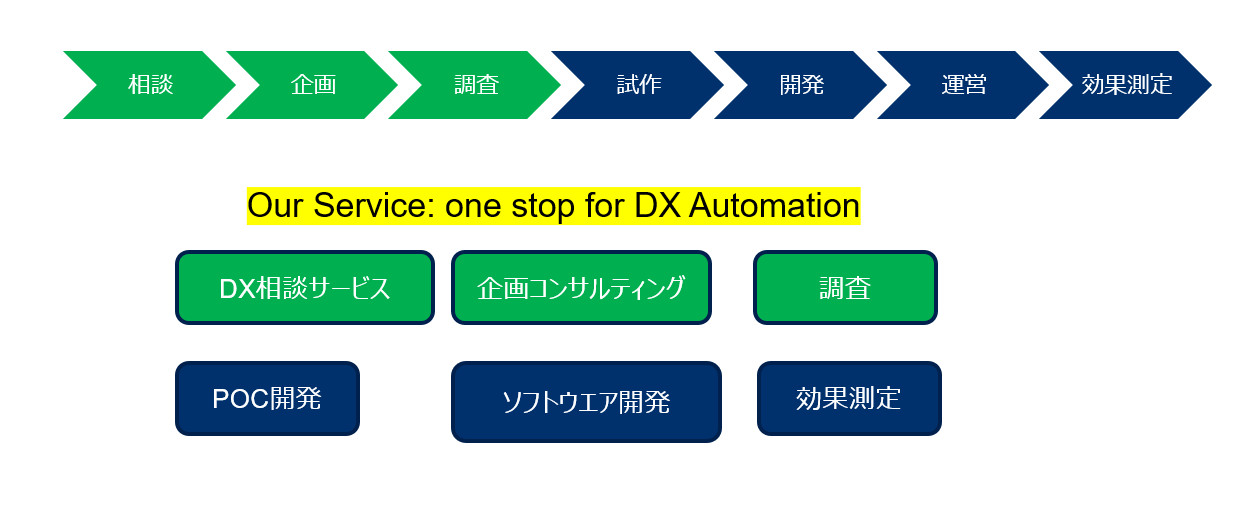 相談
企画
調査
試作
開発
運営
効果測定
Our Service: one stop for DX Automation
DX相談サービス
企画コンサルティング
調査
POC開発
ソフトウエア開発
効果測定